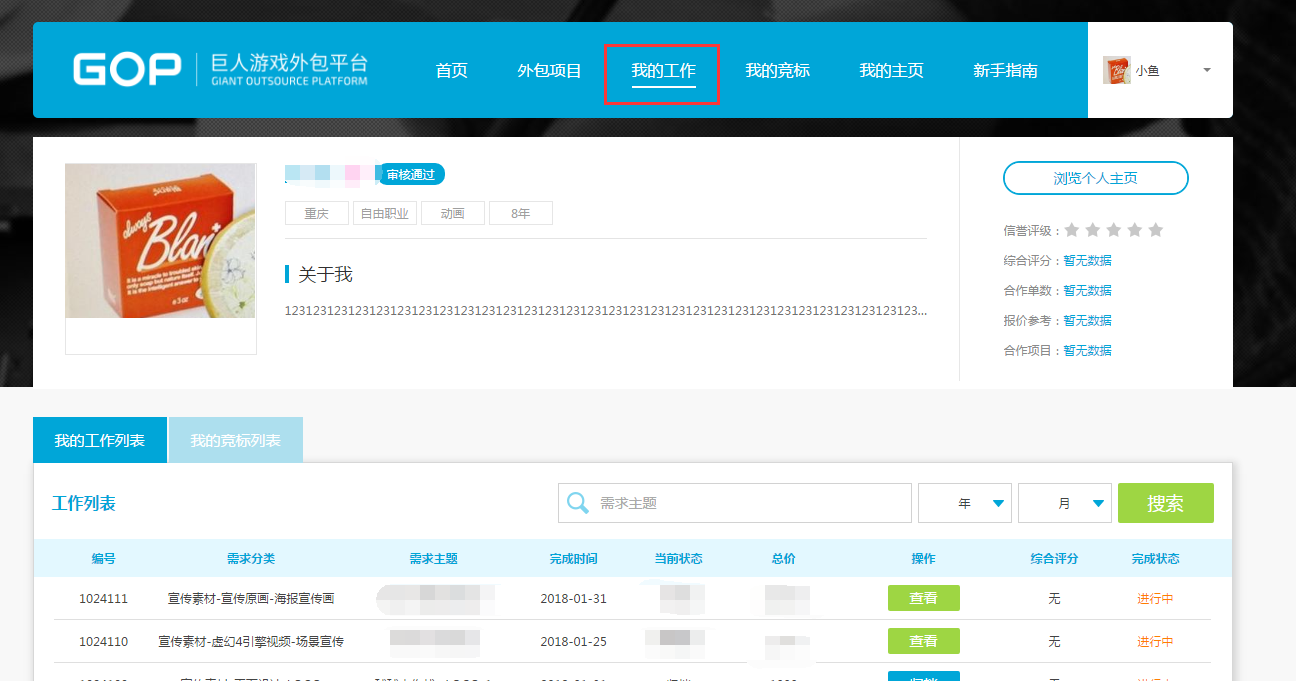 GOP 巨人游戏外包平台 GIANT OUTSOURCE PLATFORM
首页 外包项目 我的工作 我的竞标 我的主页 新手指南 小鱼
审核通过
重庆 自由职业 动画 8年
关于我
always
Blan
浏览个人主页
信誉评级：
综合评分：暂无数据
合作单数：暂无数据
报价参考：暂无数据
合作项目：暂无数据
我的工作列表 我的竞标列表
工作列表 需求主题 年 月 搜索
编号 需求分类 需求主题 完成时间 当前状态 总价 操作 综合评分 完成状态
1024111 宣传素材-宣传原画-海报宣传画 2018-01-31 查看 无 进行中
1024110 宣传素材-虚幻4引擎视频-场景宣传 2018-01-25 查看 无 进行中